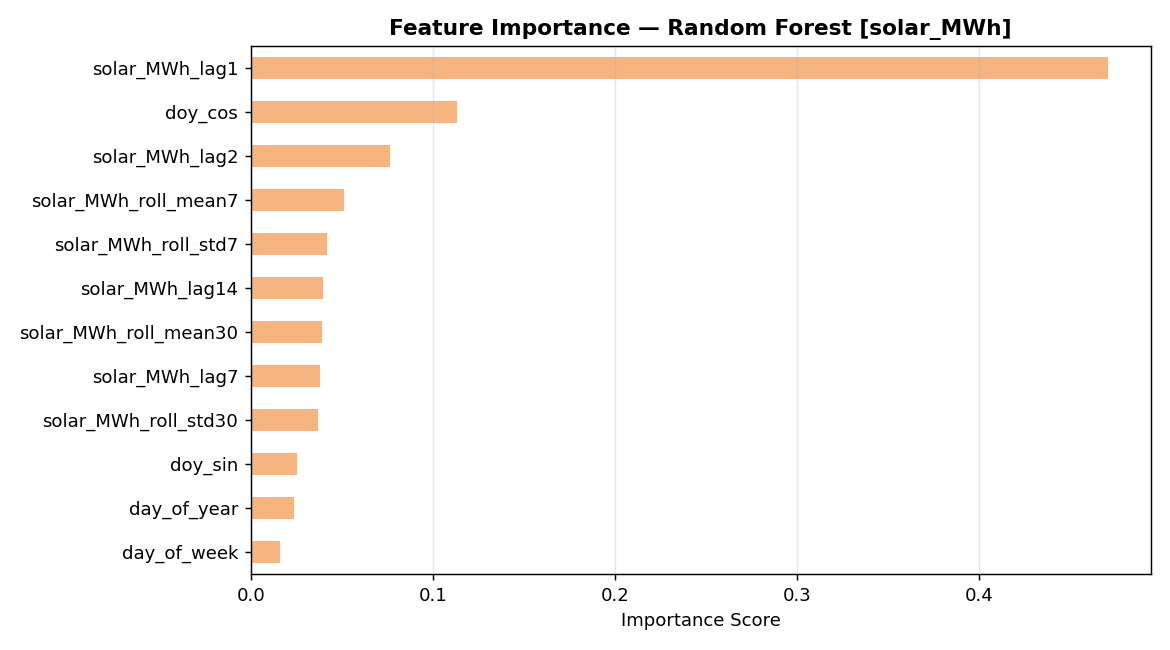 Feature Importance — Random Forest [solar_MWh]
solar_MWh_lag1
doy_cos
solar_MWh_lag2
solar_MWh_roll_mean7
solar_MWh_roll_std7
solar_MWh_lag14
solar_MWh_roll_mean30
solar_MWh_lag7
solar_MWh_roll_std30
doy_sin
day_of_year
day_of_week
0.0 0.1 0.2 0.3 0.4
Importance Score